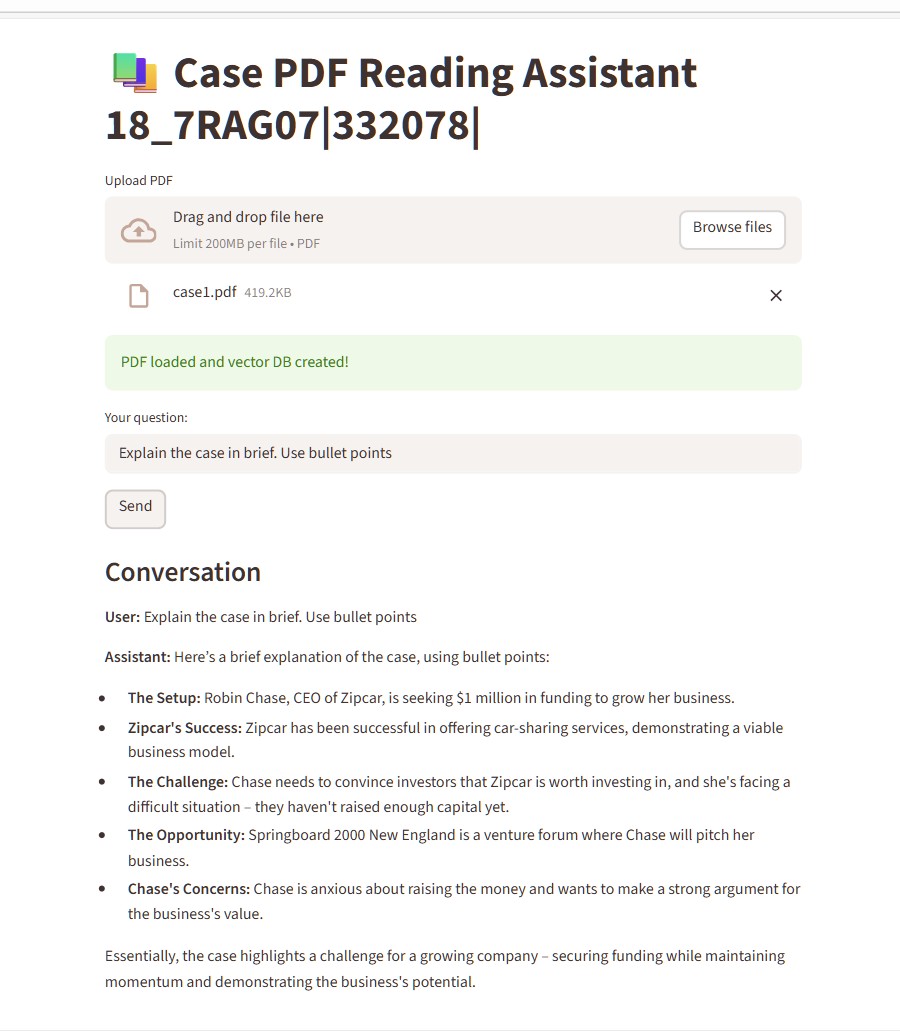 Case PDF Reading Assistant
18_7RAG07|332078|
Upload PDF
Drag and drop file here
Limit 200MB per file • PDF
Browse files
case1.pdf 419.2KB
PDF loaded and vector DB created!
Your question:
Explain the case in brief. Use bullet points
Send
Conversation
User: Explain the case in brief. Use bullet points
Assistant: Here’s a brief explanation of the case, using bullet points:
• The Setup: Robin Chase, CEO of Zipcar, is seeking $1 million in funding to grow her business.
• Zipcar's Success: Zipcar has been successful in offering car-sharing services, demonstrating a viable
business model.
• The Challenge: Chase needs to convince investors that Zipcar is worth investing in, and she's facing a
difficult situation – they haven't raised enough capital yet.
• The Opportunity: Springboard 2000 New England is a venture forum where Chase will pitch her
business.
• Chase's Concerns: Chase is anxious about raising the money and wants to make a strong argument for
the business's value.
Essentially, the case highlights a challenge for a growing company – securing funding while maintaining
momentum and demonstrating the business's potential.